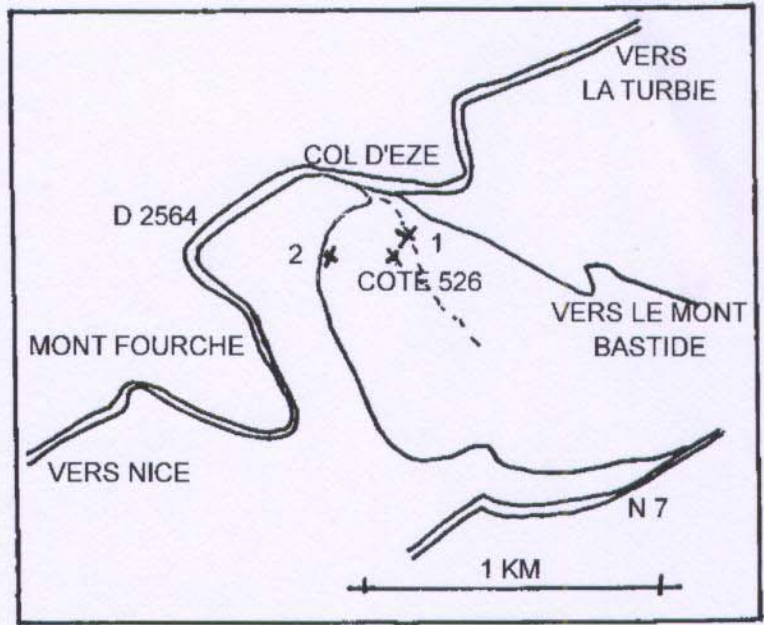 VERS
LA TURBIE
COL D'EZE
D 2564
1
2
COTE 526
VERS LE MONT
BASTIDE
MONT FOURCHE
VERS NICE
N 7
1 KM